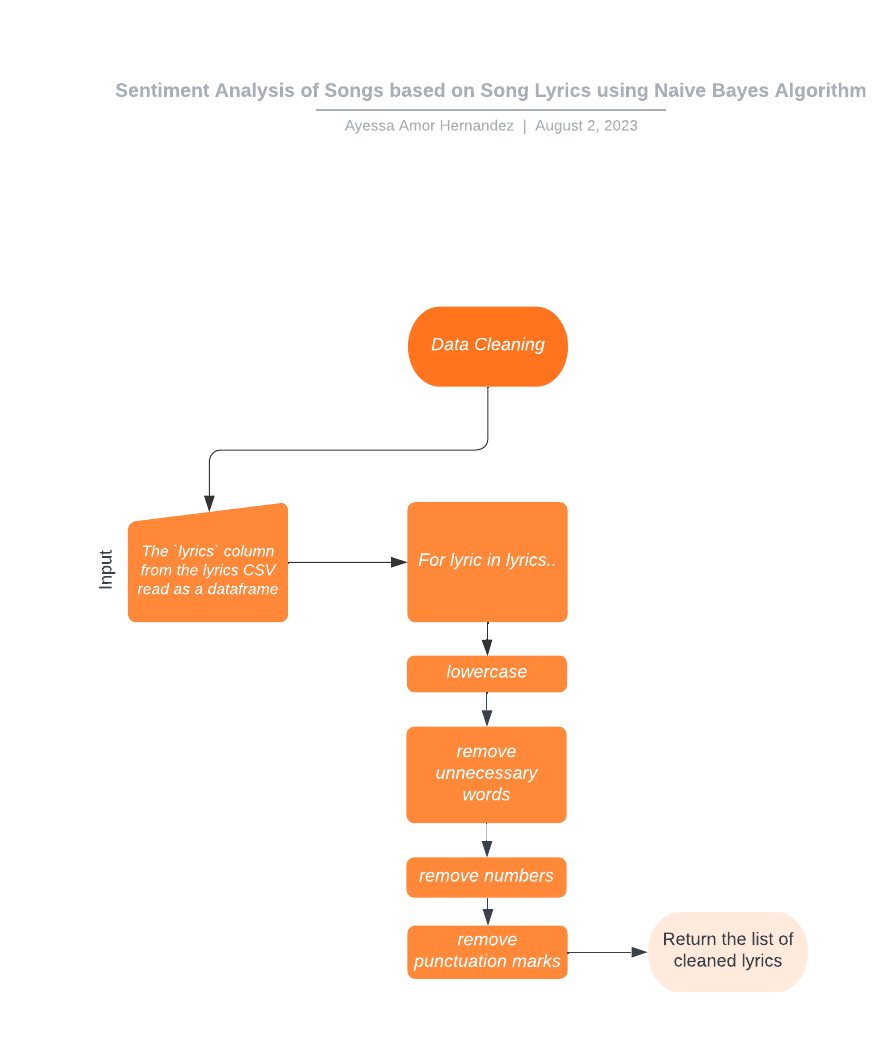 Sentiment Analysis of Songs based on Song Lyrics using Naive Bayes Algorithm
Ayessa Amor Hernandez | August 2, 2023
Data Cleaning
Input
The `lyrics` column
from the lyrics CSV
read as a dataframe
For lyric in lyrics..
lowercase
remove
unnecessary
words
remove numbers
remove
punctuation marks
Return the list of
cleaned lyrics